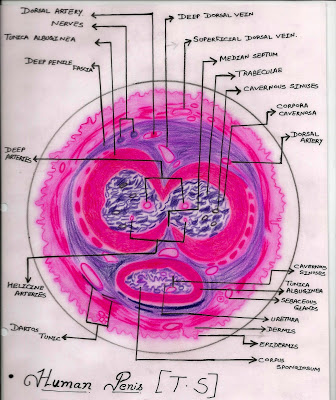 DORSAL ARTERY
NERVES
TUNICA ALBUGINEA
DEEP PENILE
FASCIA
DEEP DORSAL VEIN
SUPERFICIAL DORSAL VEIN.
MEDIAN SEPTUM
TRABECULAE
CAVERNOUS SINUSES
CORPORA
CAVERNOSA
DORSAL
ARTERY
DEEP
ARTERIES
HELICINE
ARTERIES
DARTOS
TUNIC
CAVERNOUS
SINUSES
TUNICA
ALBUGINEA
SEBACEOUS
GLANDS
URETHRA
DERMIS
EPIDERMIS
CORPUS
SPONGIOSUM
• Human Penis [T.S]